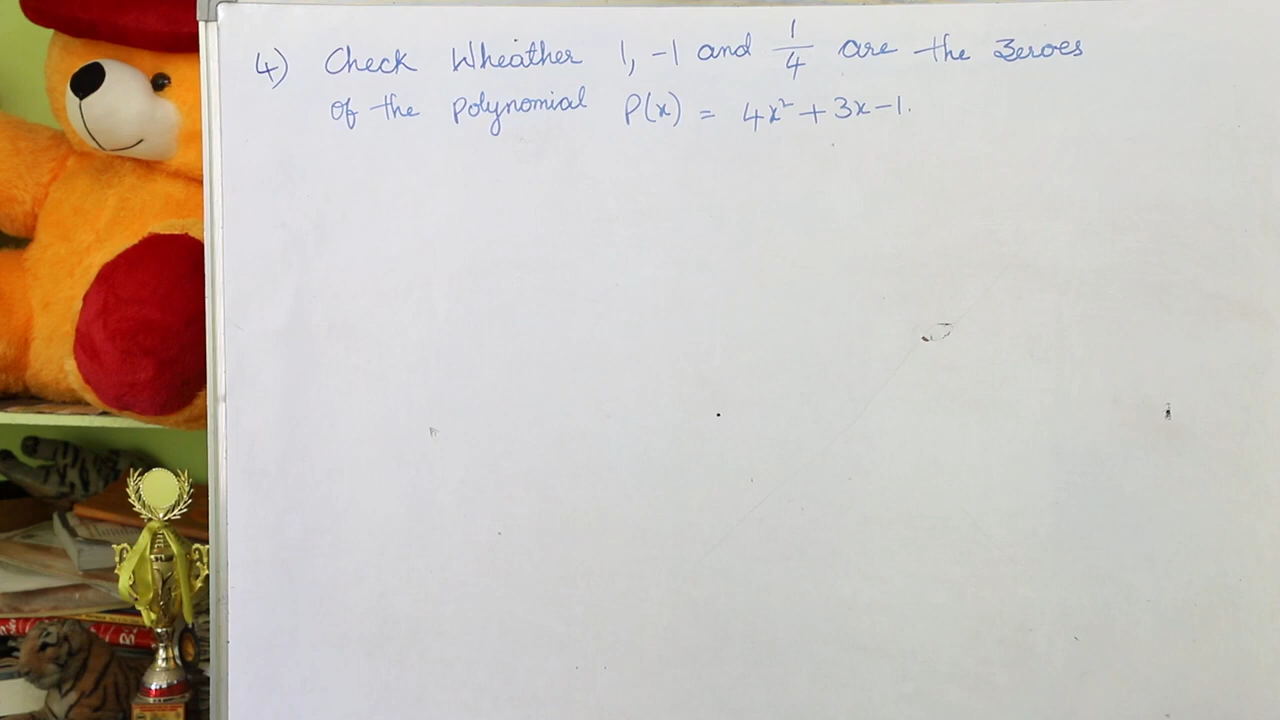 4) Check Wheather 1, -1 and 1/4 are the zeroes
of the polynomial P(x) = 4x² + 3x - 1.